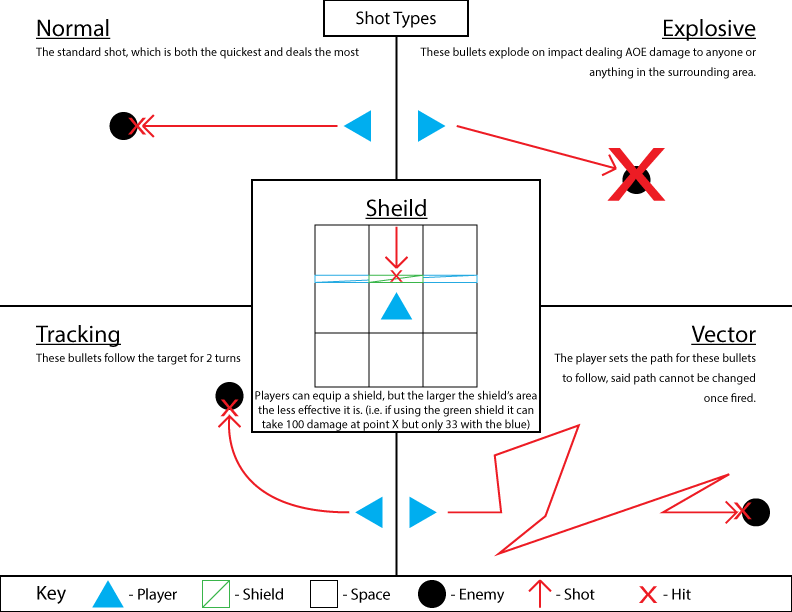 Shot Types
Normal
The standard shot, which is both the quickest and deals the most
Explosive
These bullets explode on impact dealing AOE damage to anyone or
anything in the surrounding area.
Sheild
Players can equip a shield, but the larger the shield's area
the less effective it is. (i.e. if using the green shield it can
take 100 damage at point X but only 33 with the blue)
Tracking
These bullets follow the target for 2 turns
Vector
The player sets the path for these bullets
to follow, said path cannot be changed
once fired.
Key - Player - Shield - Space - Enemy - Shot - Hit